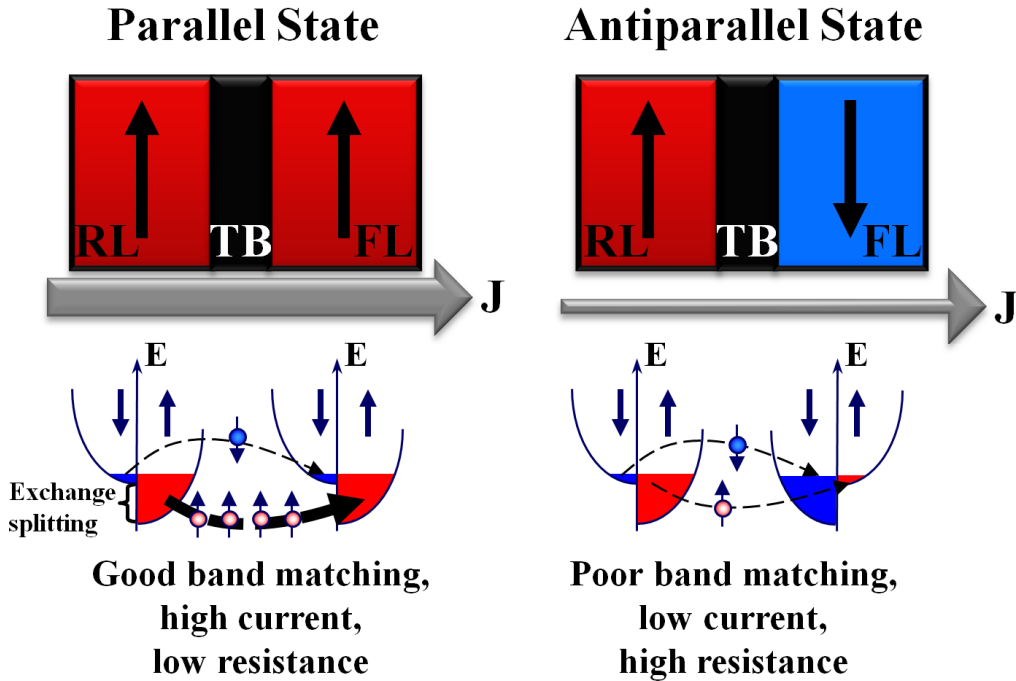 Parallel State
Antiparallel State
RL TB FL
RL TB FL
J
J
E
E
E
E
Exchange
splitting
Good band matching,
high current,
low resistance
Poor band matching,
low current,
high resistance